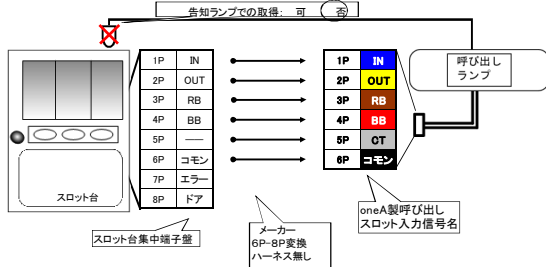 告知ランプでの取得: 可 否
1P IN
2P OUT
3P RB
4P BB
5P ――
6P コモン
7P エラー
8P ドア
1P IN
2P OUT
3P RB
4P BB
5P CT
6P コモン
呼び出し
ランプ
スロット台
スロット台集中端子盤
メーカー
6P-8P変換
ハーネス無し
oneA製呼び出し
スロット入力信号名